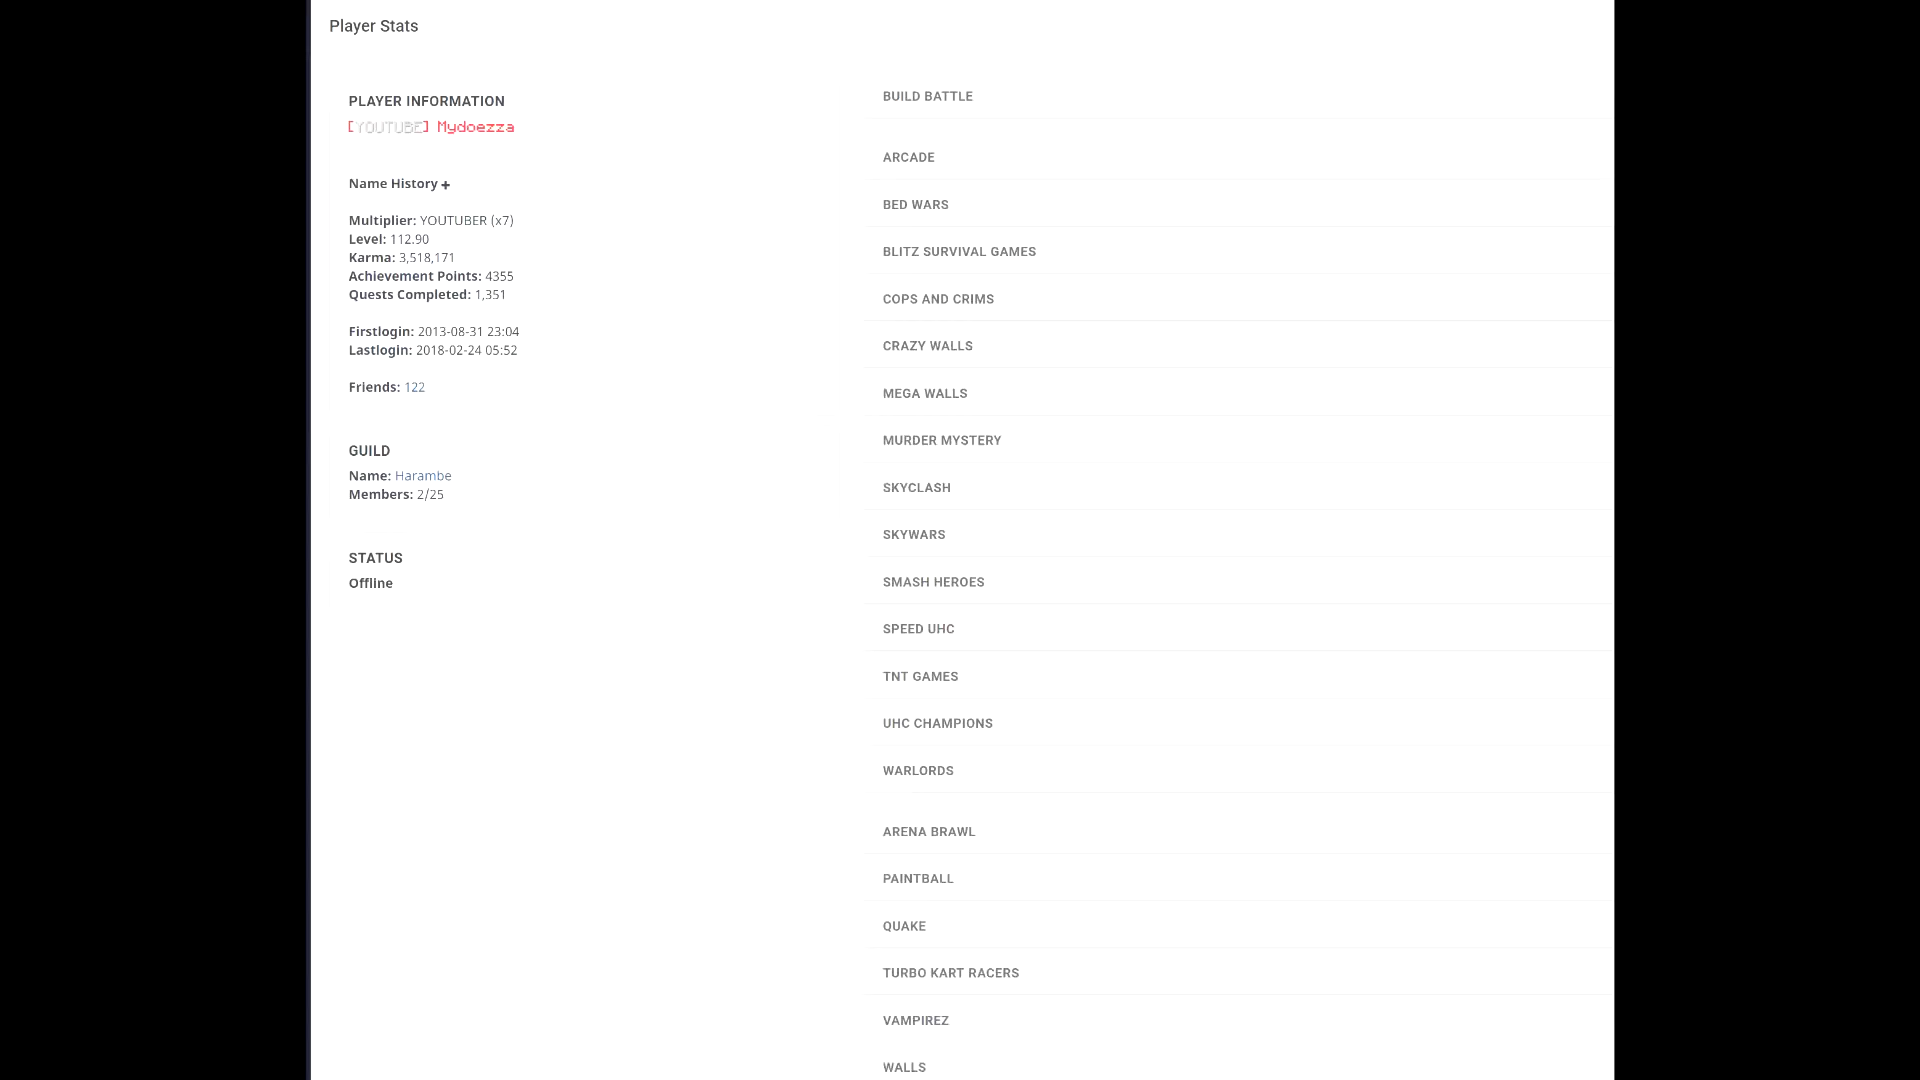 Player Stats
PLAYER INFORMATION
[YOUTUBE] Mydoezza
Name History +
Multiplier: YOUTUBER (x7)
Level: 112.90
Karma: 3,518,171
Achievement Points: 4355
Quests Completed: 1,351
Firstlogin: 2013-08-31 23:04
Lastlogin: 2018-02-24 05:52
Friends: 122
GUILD
Name: Harambe
Members: 2/25
STATUS
Offline
BUILD BATTLE
ARCADE
BED WARS
BLITZ SURVIVAL GAMES
COPS AND CRIMS
CRAZY WALLS
MEGA WALLS
MURDER MYSTERY
SKYCLASH
SKYWARS
SMASH HEROES
SPEED UHC
TNT GAMES
UHC CHAMPIONS
WARLORDS
ARENA BRAWL
PAINTBALL
QUAKE
TURBO KART RACERS
VAMPIREZ
WALLS